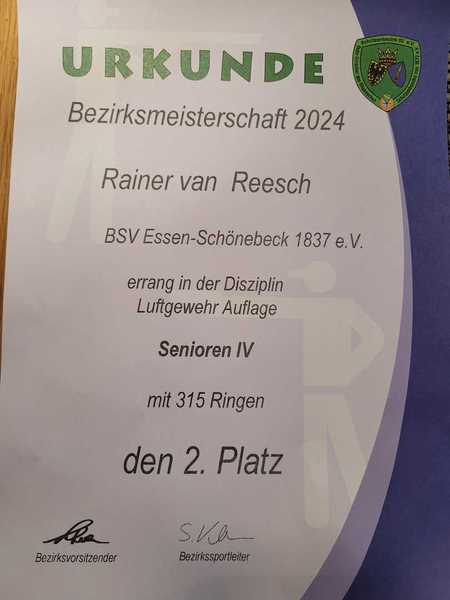 URKUNDE
Bezirksmeisterschaft 2024
Rainer van Reesch
BSV Essen-Schönebeck 1837 e.V.
errang in der Disziplin
Luftgewehr Auflage
Senioren IV
mit 315 Ringen
den 2. Platz
Bezirksvorsitzender
Bezirkssportleiter